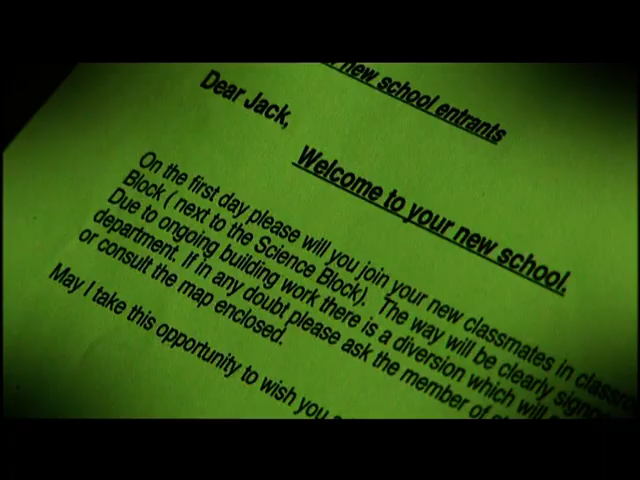 new school entrants
Dear Jack,
Welcome to your new school.
On the first day please will you join your new classmates in
Block ( next to the Science Block). The way will be clearly
Due to ongoing building work there is a diversion which will
department. If in any doubt please ask the member of
or consult the map enclosed.
May I take this opportunity to wish you